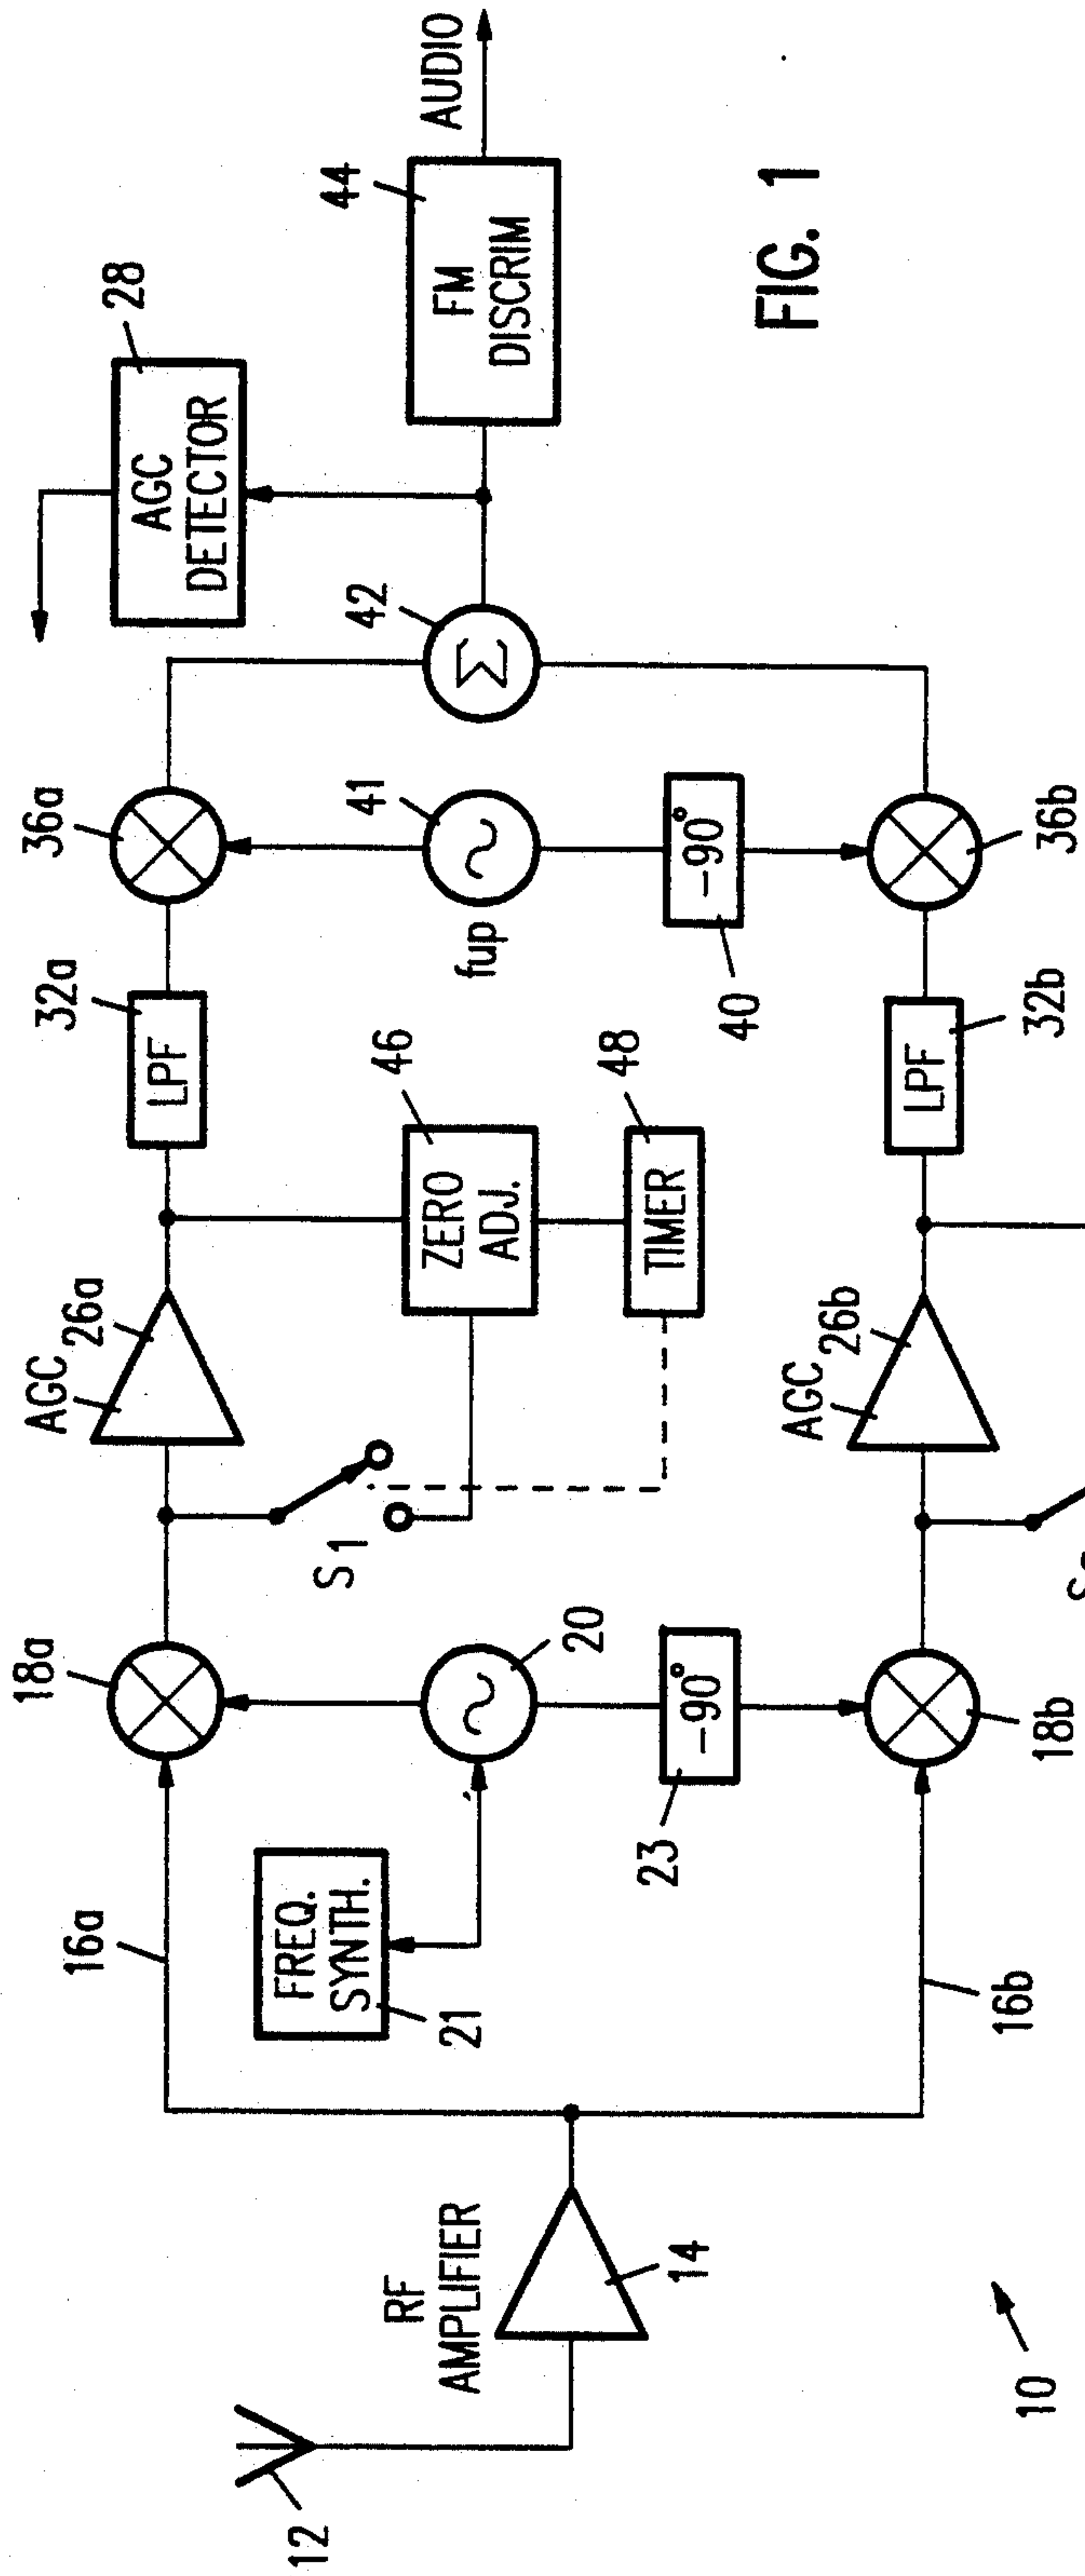 12
RF
AMPLIFIER
14
10
16a
16b
FREQ.
SYNTH.
21
18a
20
-90°
23
18b
S1
AGC
26a
AGC
26b
ZERO
ADJ.
46
TIMER
48
LPF
32a
LPF
32b
36a
fup
41
-90°
40
36b
Σ
42
AGC
DETECTOR
28
FM
DISCRIM
44
AUDIO
FIG. 1